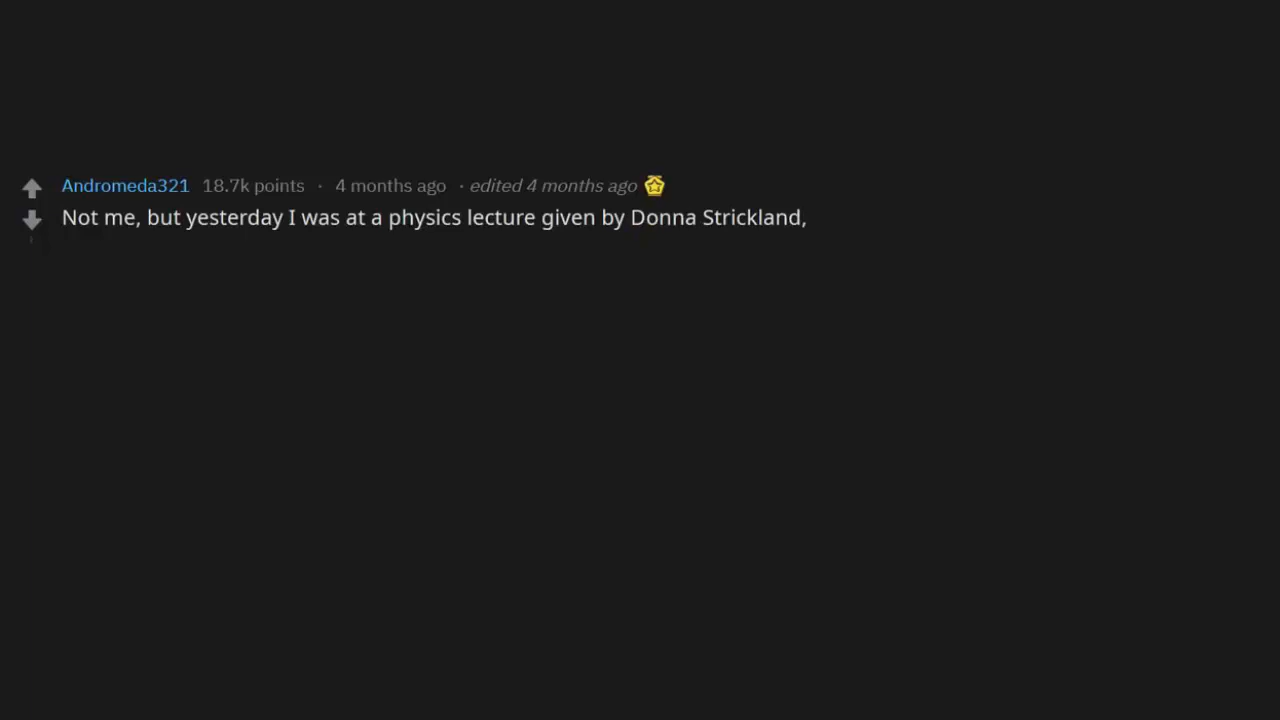 Andromeda321 18.7k points · 4 months ago · edited 4 months ago
Not me, but yesterday I was at a physics lecture given by Donna Strickland,